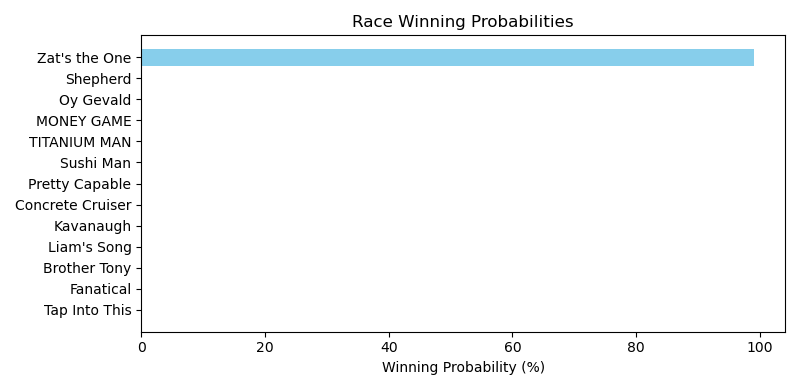 Race Winning Probabilities
Zat's the One
Shepherd
Oy Gevald
MONEY GAME
TITANIUM MAN
Sushi Man
Pretty Capable
Concrete Cruiser
Kavanaugh
Liam's Song
Brother Tony
Fanatical
Tap Into This
0 20 40 60 80 100
Winning Probability (%)